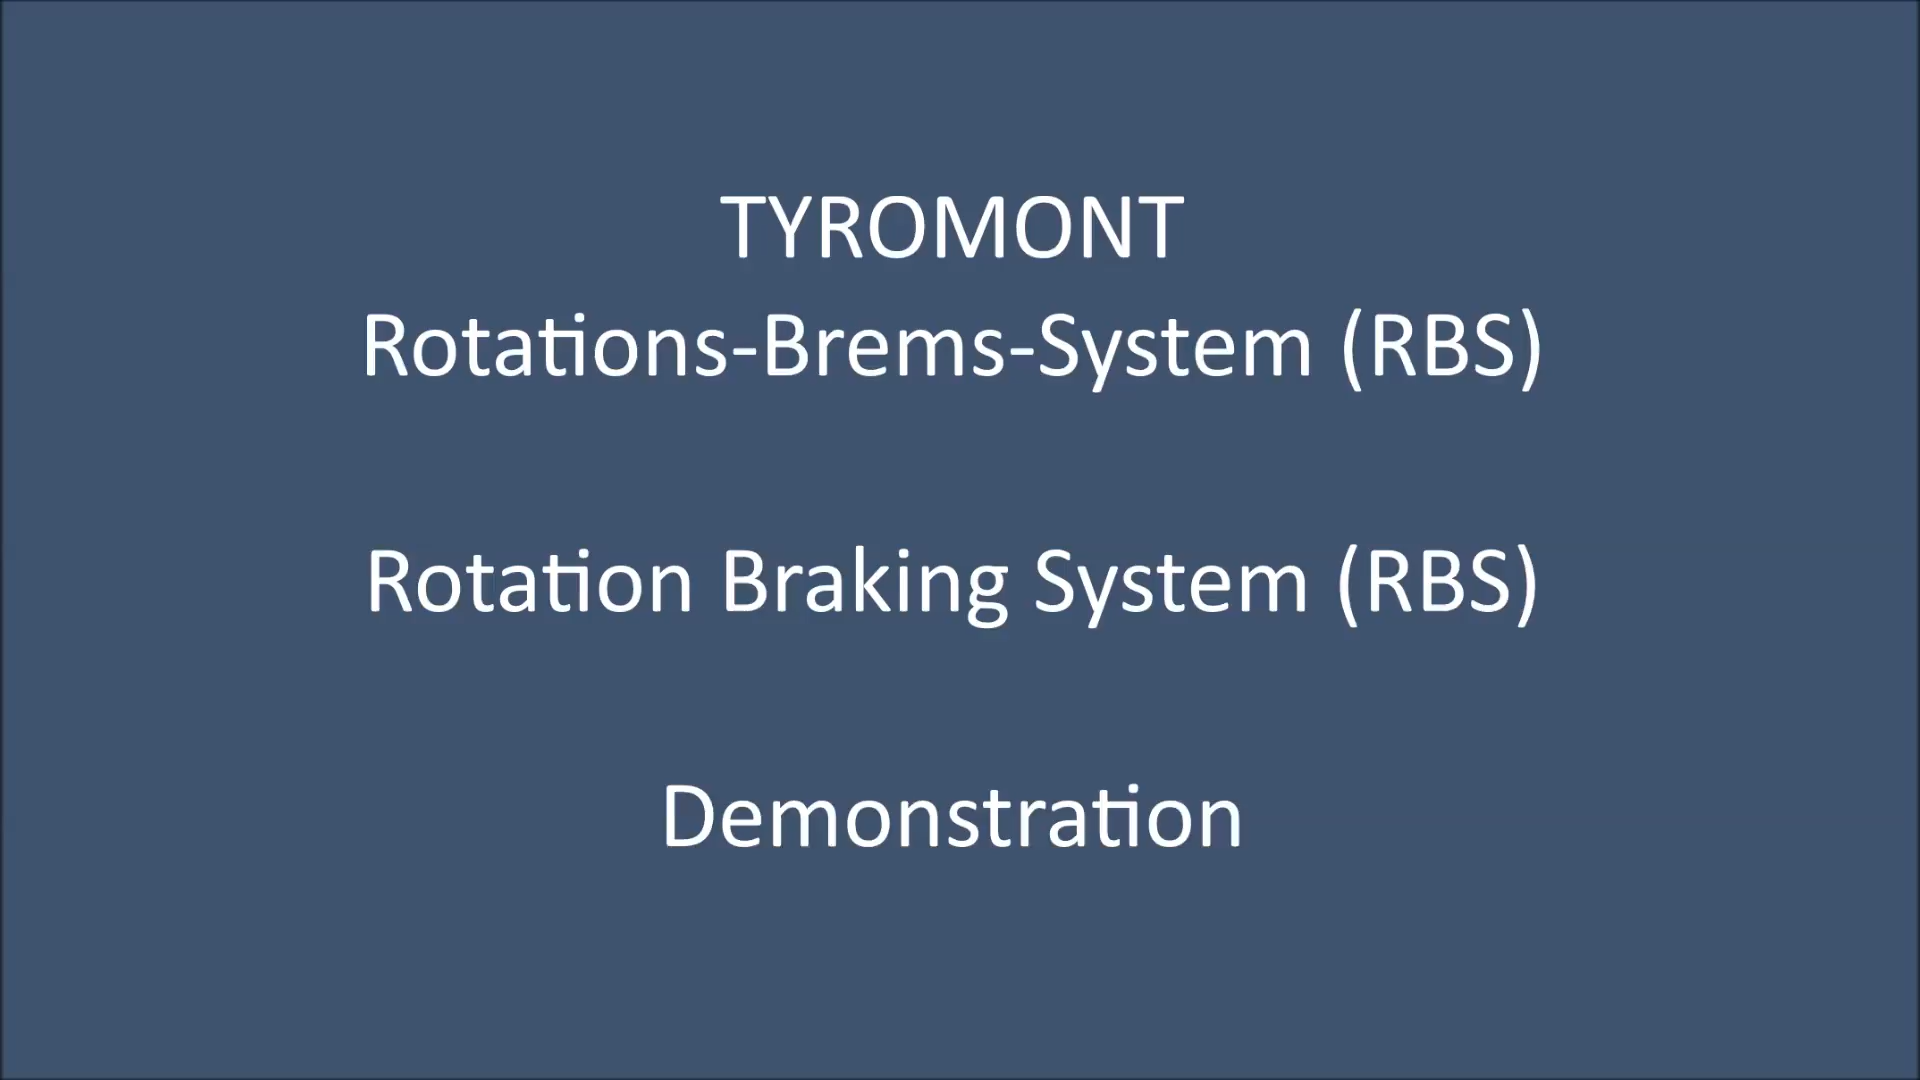 TYROMONT
Rotations-Brems-System (RBS)
Rotation Braking System (RBS)
Demonstration